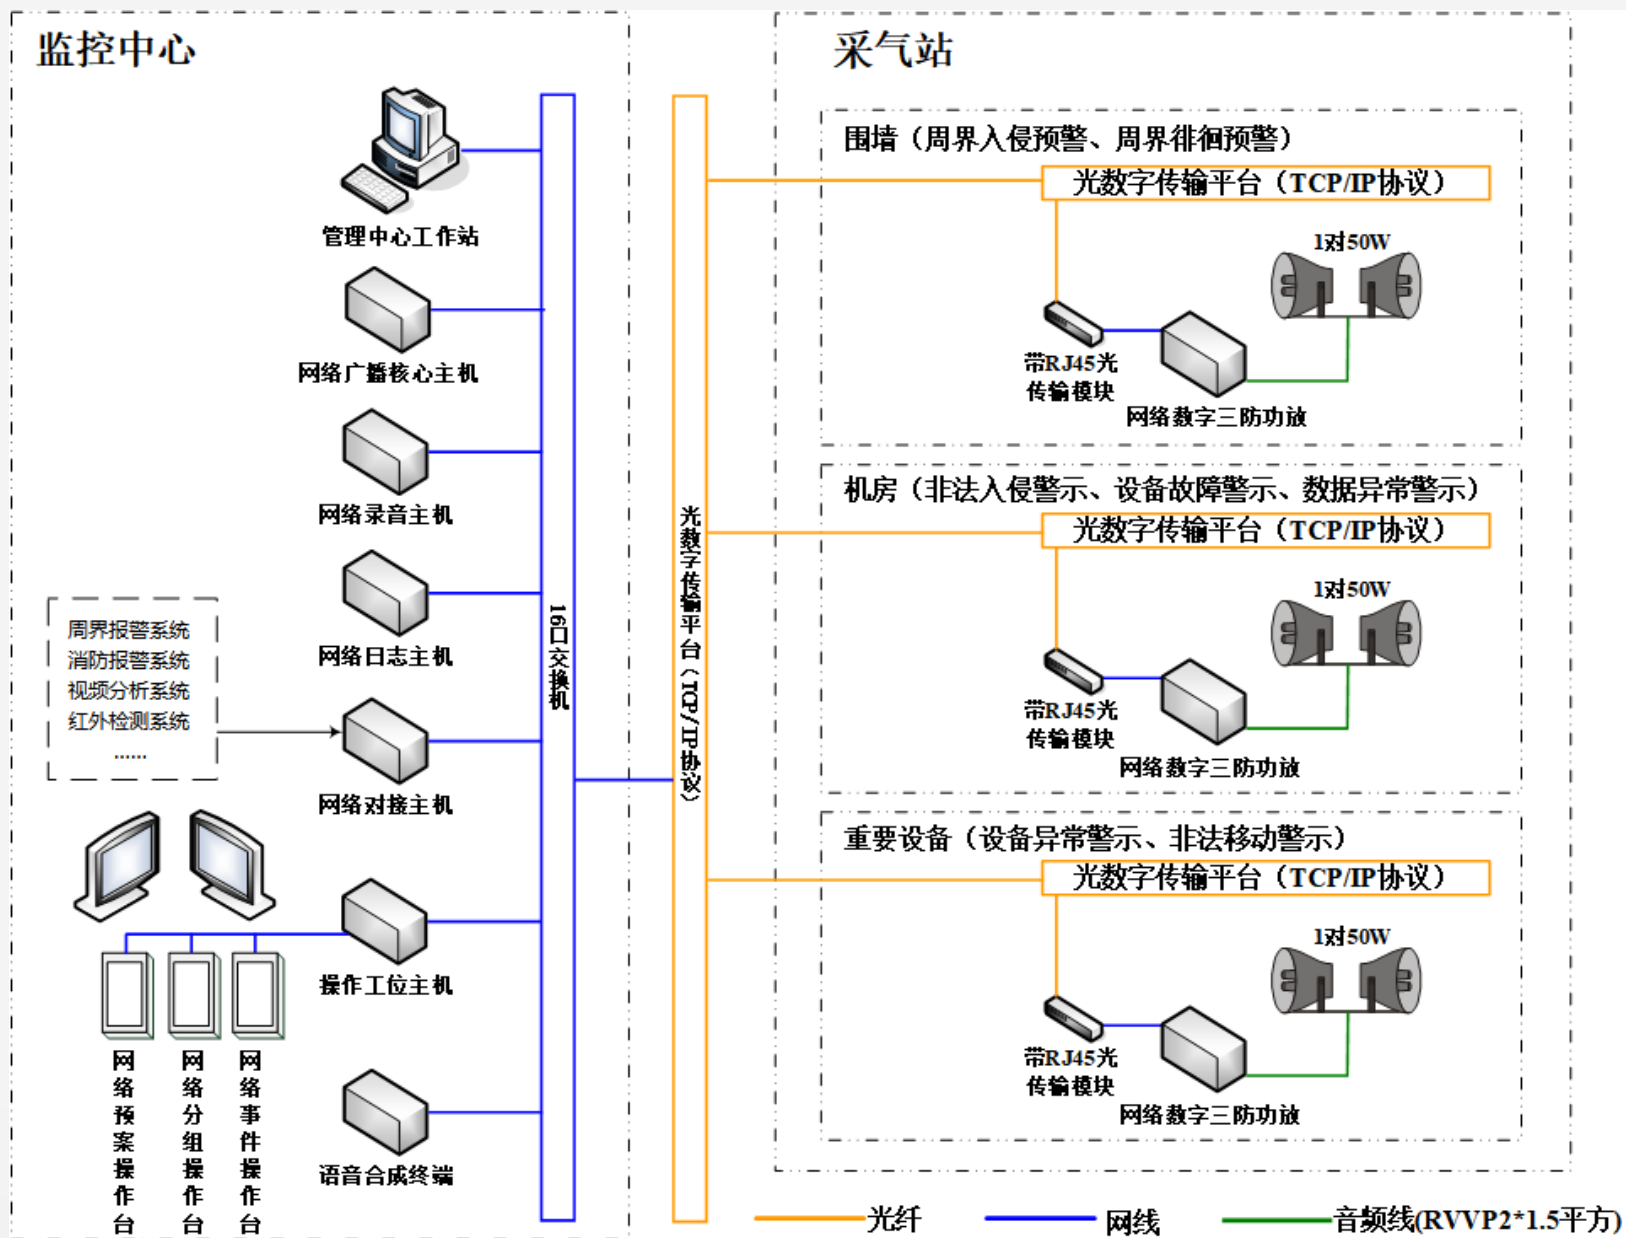 监控中心
管理中心工作站
网络广播核心主机
网络录音主机
网络日志主机
周界报警系统
消防报警系统
视频分析系统
红外检测系统
......
网络对接主机
操作工位主机
网络预案操作台
网络分组操作台
网络事件操作台
语音合成终端
16口交换机
光数字传输平台（TCP/IP协议）
采气站
围墙（周界入侵预警、周界徘徊预警）
光数字传输平台（TCP/IP协议）
1对50W
带RJ45光
传输模块
网络数字三防功放
机房（非法入侵警示、设备故障警示、数据异常警示）
光数字传输平台（TCP/IP协议）
1对50W
带RJ45光
传输模块
网络数字三防功放
重要设备（设备异常警示、非法移动警示）
光数字传输平台（TCP/IP协议）
1对50W
带RJ45光
传输模块
网络数字三防功放
光纤
网线
音频线(RVVP2*1.5平方)